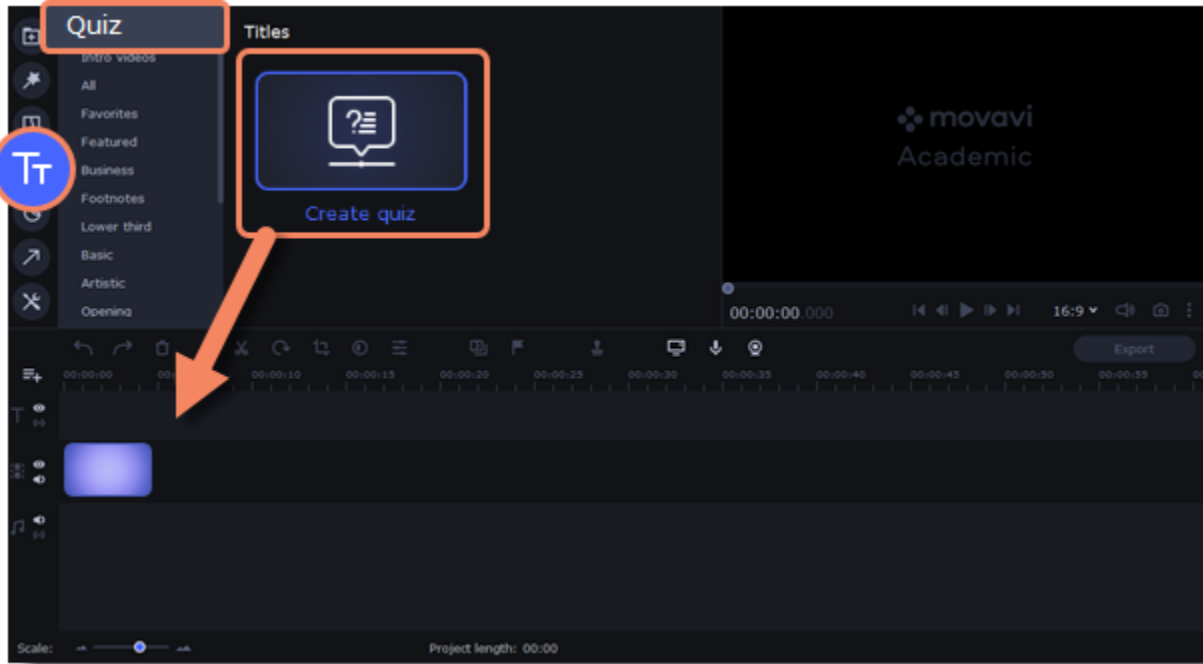 Quiz
Titles
Intro videos
All
Favorites
Featured
Business
Footnotes
Lower third
Basic
Artistic
Opening
Tт
Create quiz
movavi
Academic
00:00:00.000
16:9
Export
00:00:00
00:00:10
00:00:15
00:00:20
00:00:25
00:00:30
00:00:35
00:00:40
00:00:45
00:00:50
00:00:55
T
Scale:
Project length: 00:00